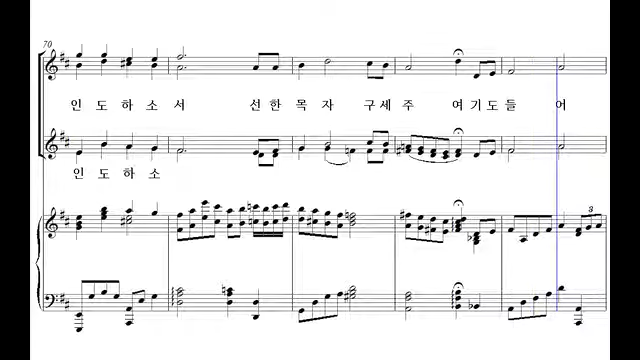 70
인 도 하 소 서 선 한 목 자 구 세 주 여 기 도 들 어
인 도 하 소
3